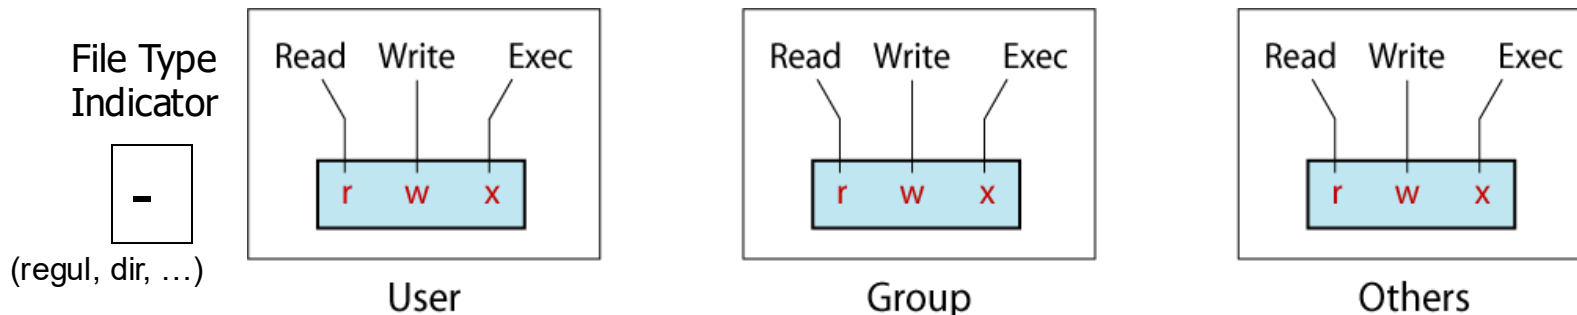 File Type
Indicator
-
(regul, dir, …)
Read Write Exec
r w x
User
Read Write Exec
r w x
Group
Read Write Exec
r w x
Others